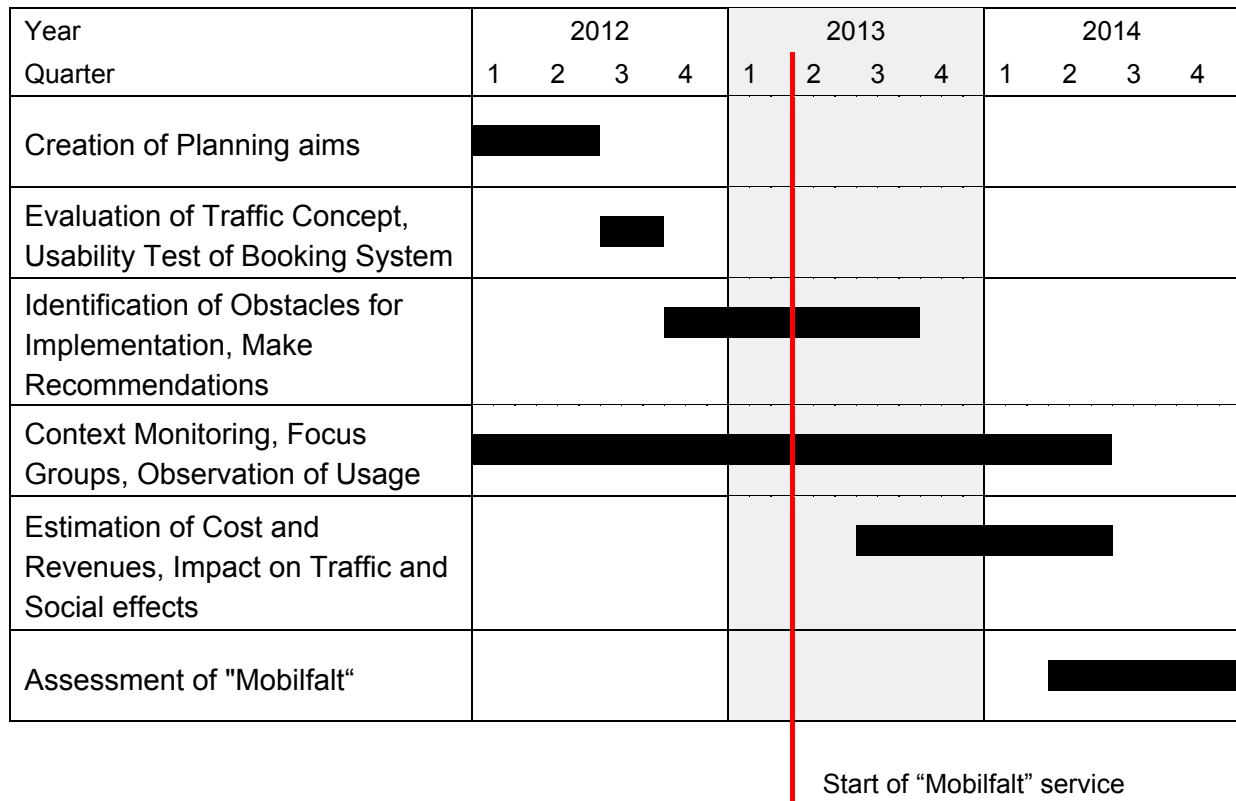 Year 2012 2013 2014
Quarter 1 2 3 4 1 2 3 4 1 2 3 4
Creation of Planning aims
Evaluation of Traffic Concept,
Usability Test of Booking System
Identification of Obstacles for
Implementation, Make
Recommendations
Context Monitoring, Focus
Groups, Observation of Usage
Estimation of Cost and
Revenues, Impact on Traffic and
Social effects
Assessment of "Mobilfalt“
Start of “Mobilfalt” service